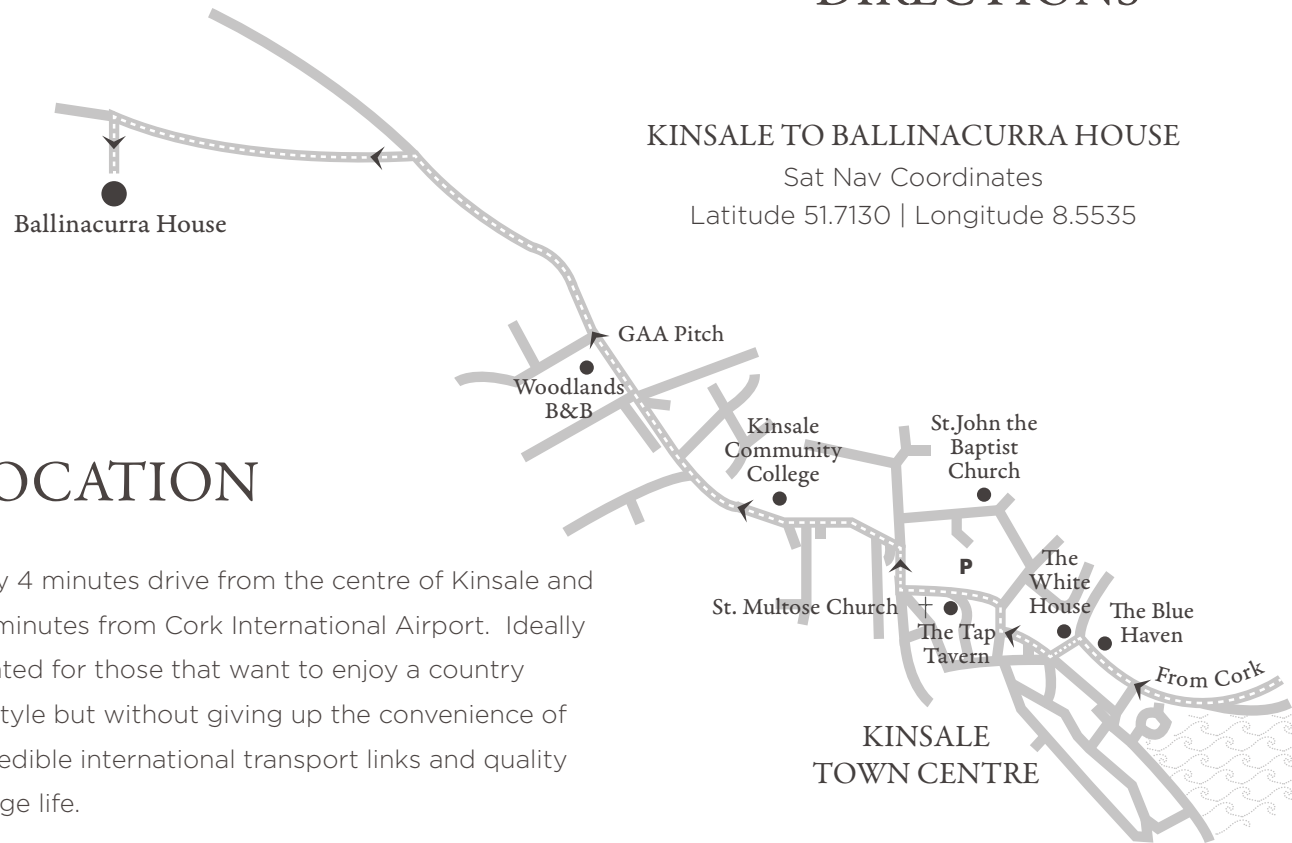 DIRECTIONS
KINSALE TO BALLINACURRA HOUSE
Sat Nav Coordinates
Latitude 51.7130 | Longitude 8.5535
Ballinacurra House
GAA Pitch
Woodlands
B&B
Kinsale
Community
College
St.John the
Baptist
Church
P
The
White
House
The Blue
Haven
St. Multose Church
The Tap
Tavern
From Cork
KINSALE
TOWN CENTRE
OCATION
y 4 minutes drive from the centre of Kinsale and
minutes from Cork International Airport. Ideally
ated for those that want to enjoy a country
style but without giving up the convenience of
edible international transport links and quality
ge life.